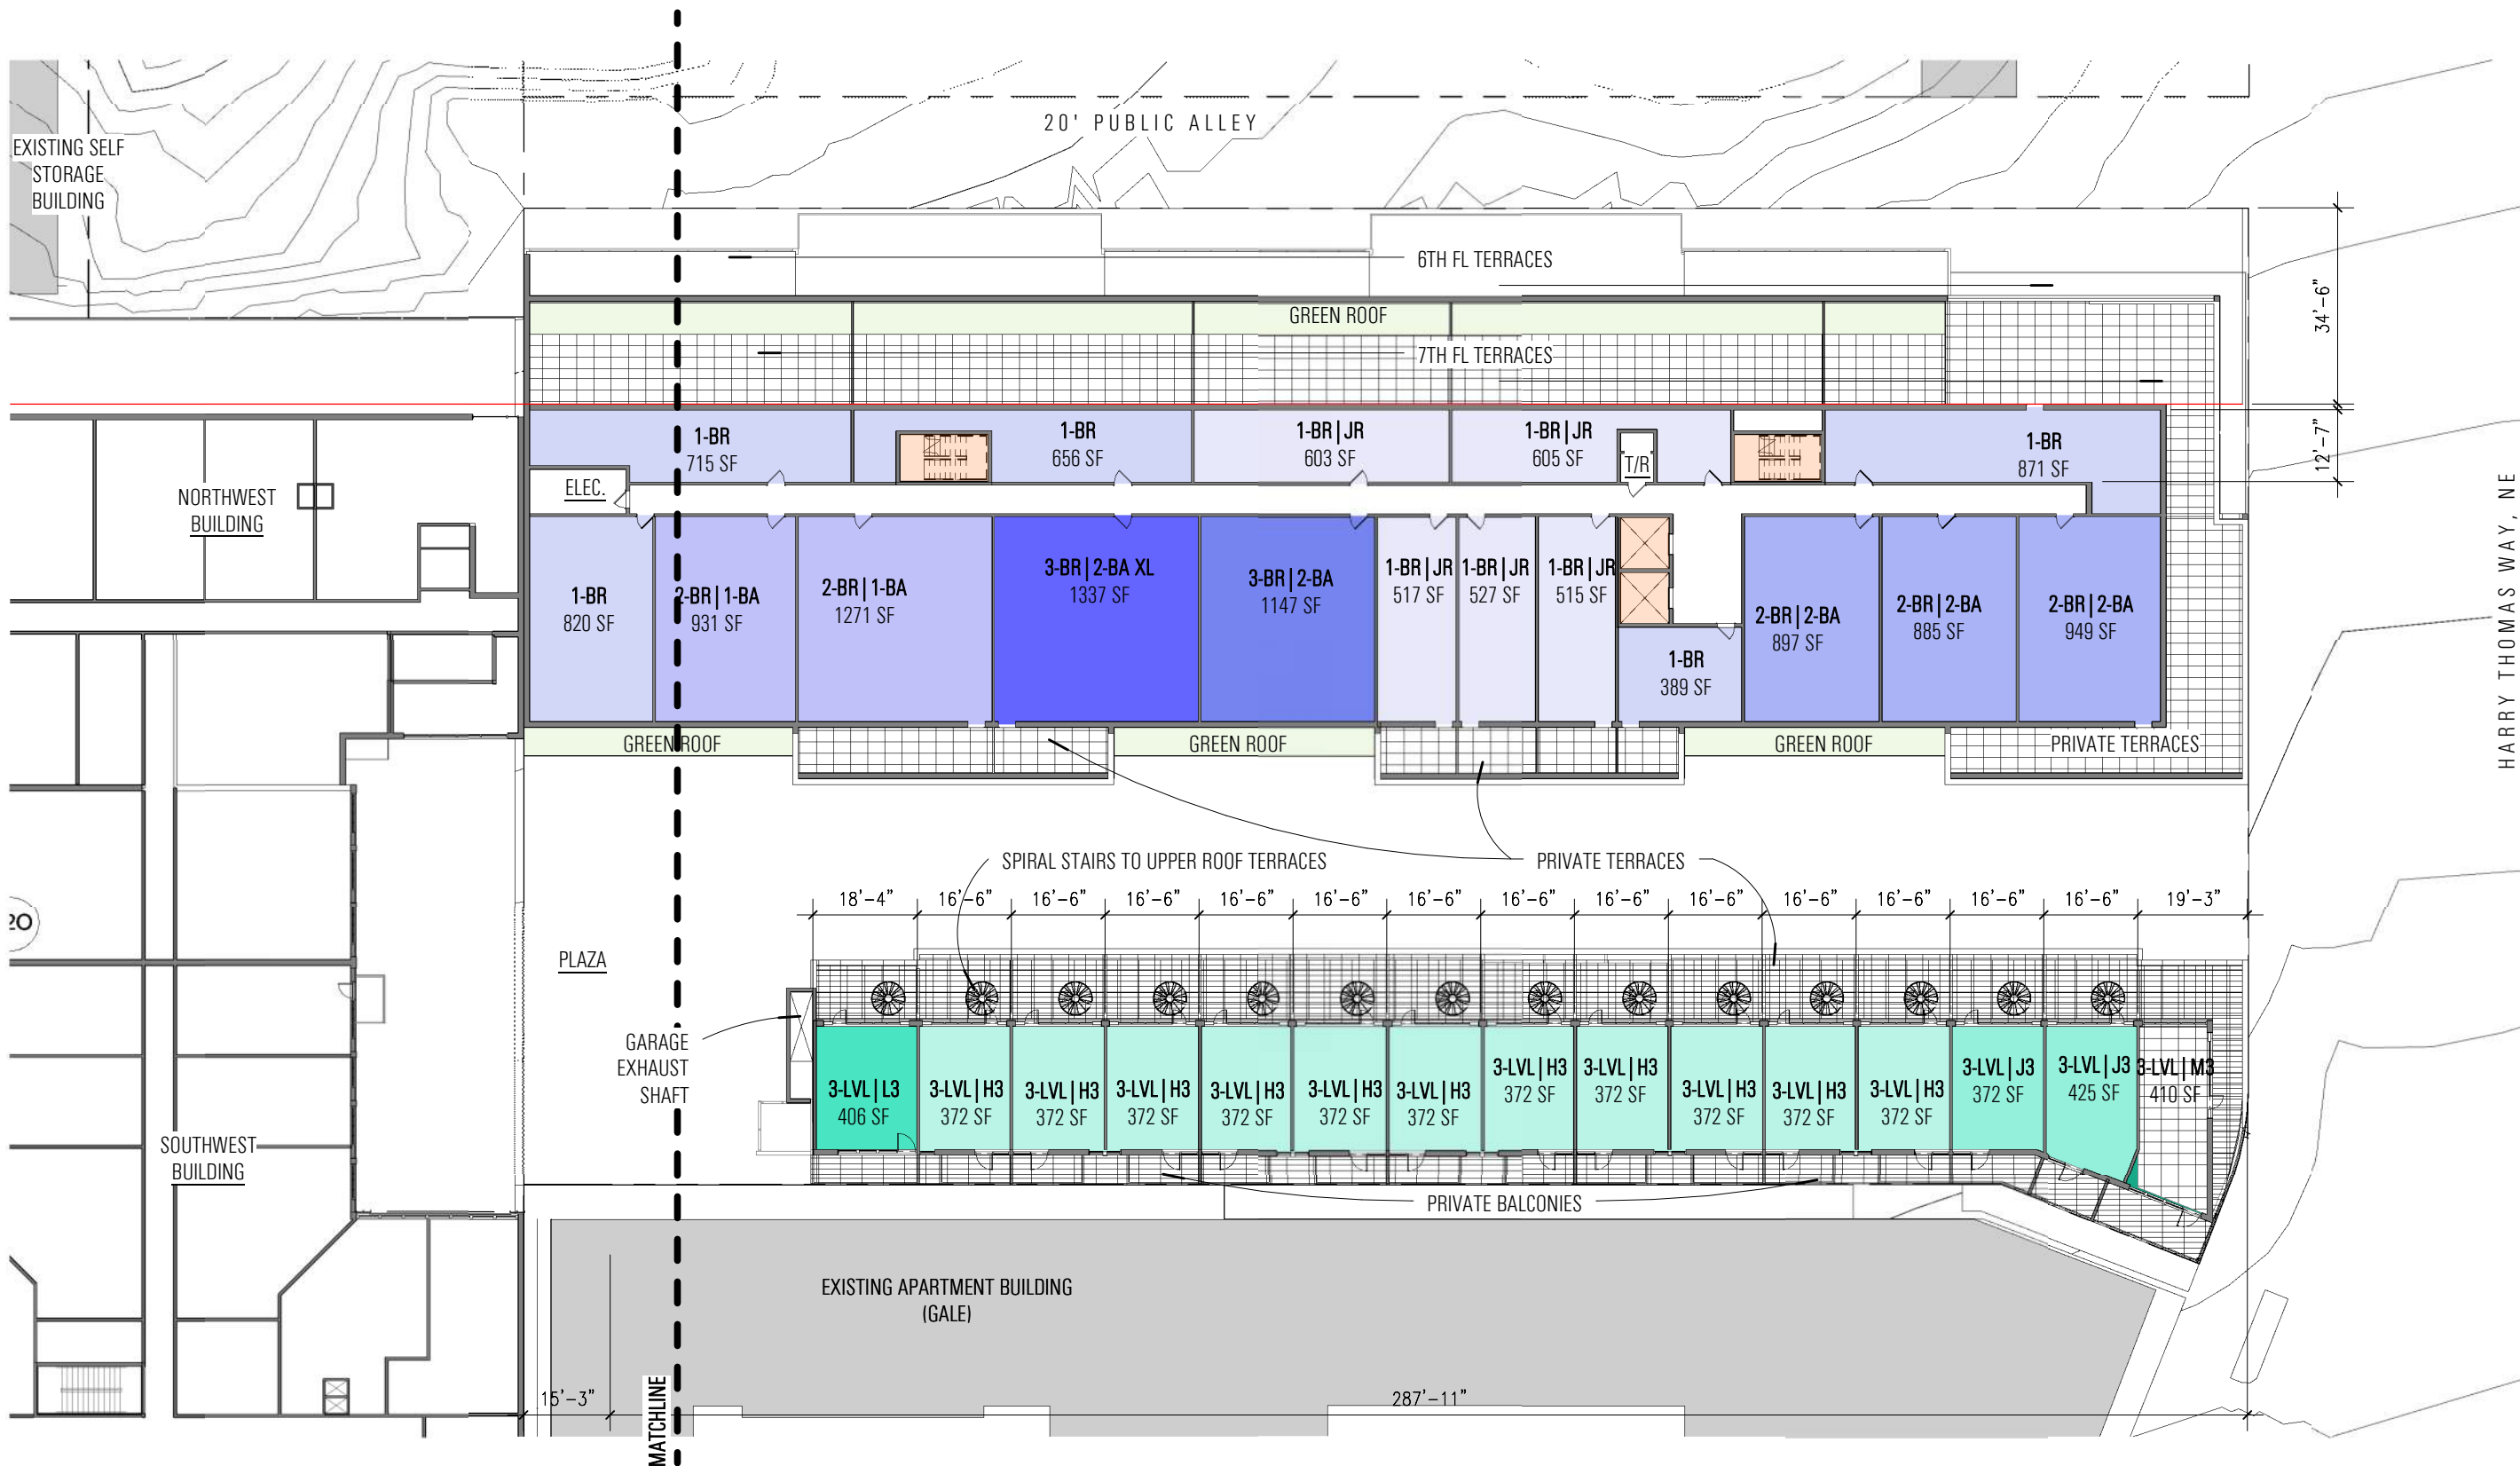 20' PUBLIC ALLEY
EXISTING SELF
STORAGE
BUILDING
6TH FL TERRACES
GREEN ROOF
7TH FL TERRACES
34'-6"
12'-7"
HARRY THOMAS WAY, NE
1-BR
715 SF
1-BR
656 SF
1-BR|JR
603 SF
1-BR|JR
605 SF
T/R
1-BR
871 SF
ELEC.
NORTHWEST
BUILDING
1-BR
820 SF
2-BR|1-BA
931 SF
2-BR|1-BA
1271 SF
3-BR|2-BA XL
1337 SF
3-BR|2-BA
1147 SF
1-BR|JR
517 SF
1-BR|JR
527 SF
1-BR|JR
515 SF
1-BR
389 SF
2-BR|2-BA
897 SF
2-BR|2-BA
885 SF
2-BR|2-BA
949 SF
GREEN ROOF
GREEN ROOF
GREEN ROOF
PRIVATE TERRACES
SPIRAL STAIRS TO UPPER ROOF TERRACES
PRIVATE TERRACES
18'-4"
16'-6"
16'-6"
16'-6"
16'-6"
16'-6"
16'-6"
16'-6"
16'-6"
16'-6"
16'-6"
16'-6"
16'-6"
16'-6"
19'-3"
20
PLAZA
GARAGE
EXHAUST
SHAFT
3-LVL|L3
406 SF
3-LVL|H3
372 SF
3-LVL|H3
372 SF
3-LVL|H3
372 SF
3-LVL|H3
372 SF
3-LVL|H3
372 SF
3-LVL|H3
372 SF
3-LVL|H3
372 SF
3-LVL|H3
372 SF
3-LVL|H3
372 SF
3-LVL|H3
372 SF
3-LVL|H3
372 SF
3-LVL|J3
372 SF
3-LVL|J3
425 SF
3-LVL|M3
410 SF
SOUTHWEST
BUILDING
PRIVATE BALCONIES
EXISTING APARTMENT BUILDING
(GALE)
15'-3"
287'-11"
MATCHLINE